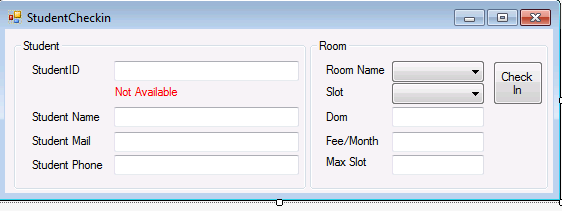 StudentCheckin
Student
StudentID
Not Available
Student Name
Student Mail
Student Phone
Room
Room Name
Slot
Dom
Fee/Month
Max Slot
Check
In